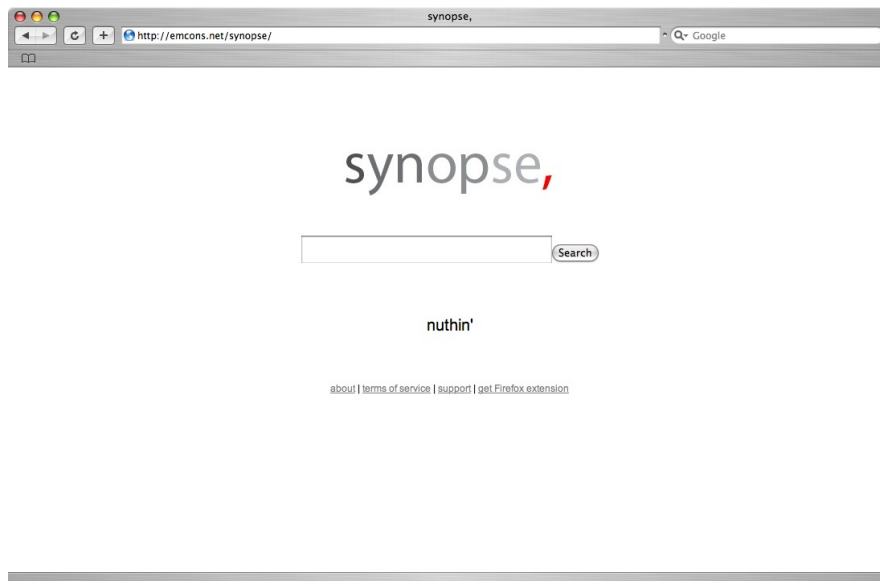 synopse,
http://emcons.net/synopse/
Google
synopse,
Search
nuthin'
about | terms of service | support | get Firefox extension